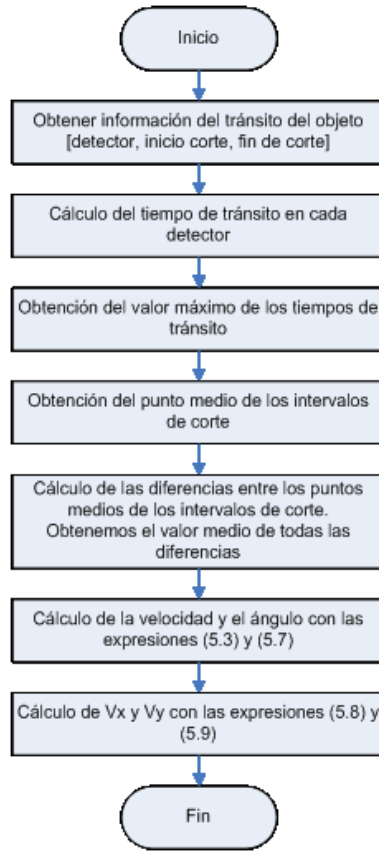 Inicio
Obtener información del tránsito del objeto
[detector, inicio corte, fin de corte]
Cálculo del tiempo de tránsito en cada
detector
Obtención del valor máximo de los tiempos de
tránsito
Obtención del punto medio de los intervalos
de corte
Cálculo de las diferencias entre los puntos
medios de los intervalos de corte.
Obtenemos el valor medio de todas las
diferencias
Cálculo de la velocidad y el ángulo con las
expresiones (5.3) y (5.7)
Cálculo de Vx y Vy con las expresiones (5.8) y
(5.9)
Fin